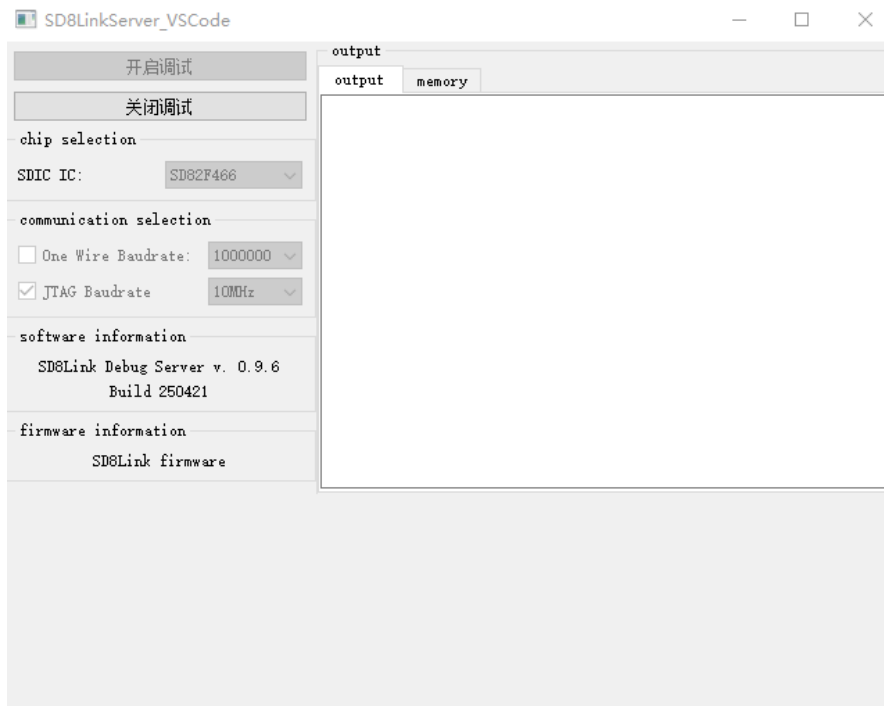 SD8LinkServer_VSCode
开启调试
关闭调试
chip selection
SDIC IC:
SD82F466
communication selection
One Wire Baudrate:
1000000
JTAG Baudrate
10MHz
software information
SD8Link Debug Server v. 0.9.6
Build 250421
firmware information
SD8Link firmware
output
output
memory